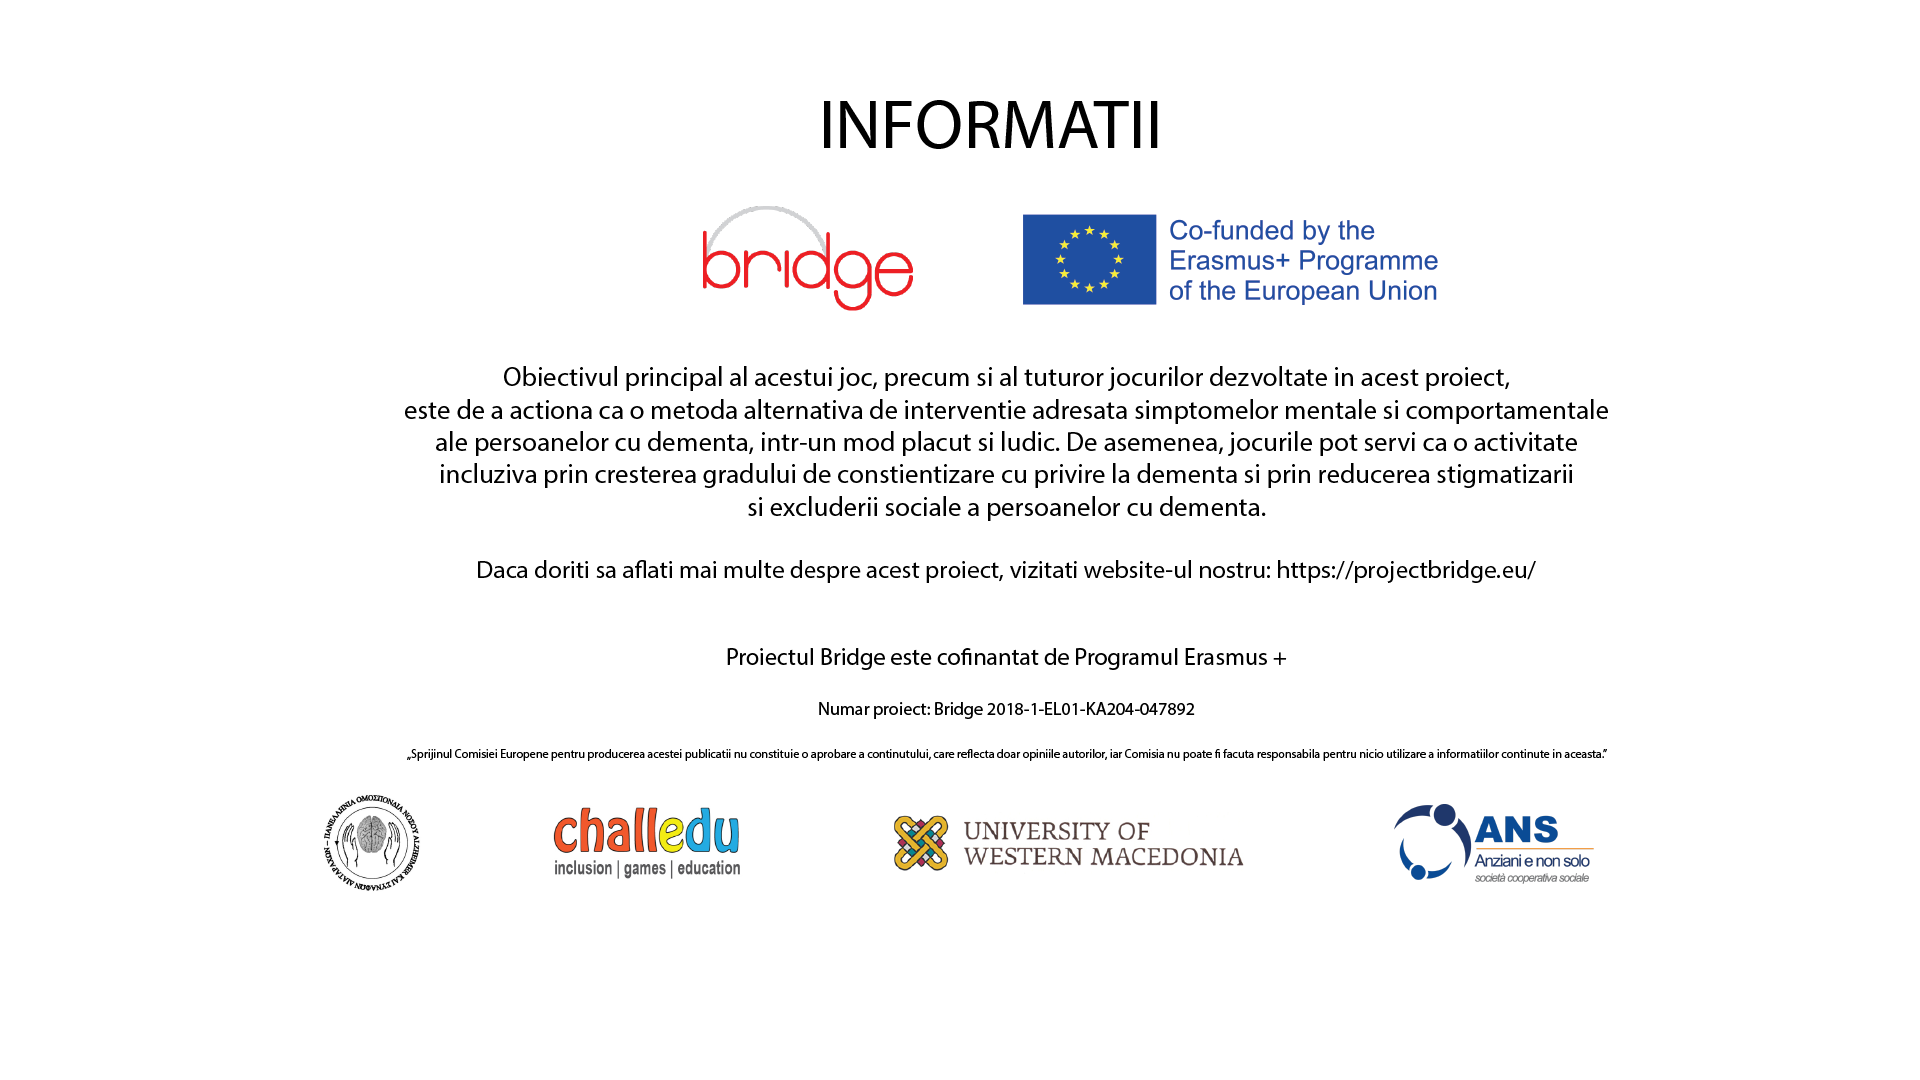 INFORMATII
bridge
Co-funded by the
Erasmus+ Programme
of the European Union
Obiectivul principal al acestui joc, precum si al tuturor jocurilor dezvoltate in acest proiect,
este de a actiona ca o metoda alternativa de interventie adresata simptomelor mentale si comportamentale
ale persoanelor cu dementa, intr-un mod placut si ludic. De asemenea, jocurile pot servi ca o activitate
incluziva prin cresterea gradului de constientizare cu privire la dementa si prin reducerea stigmatizarii
si excluderii sociale a persoanelor cu dementa.
Daca doriti sa aflati mai multe despre acest proiect, vizitati website-ul nostru: https://projectbridge.eu/
Proiectul Bridge este cofinantat de Programul Erasmus +
Numar proiect: Bridge 2018-1-EL01-KA204-047892
„Sprijinul Comisiei Europene pentru producerea acestei publicatii nu constituie o aprobare a continutului, care reflecta doar opiniile autorilor, iar Comisia nu poate fi facuta responsabila pentru nicio utilizare a informatiilor continute in aceasta.”
ΠΑΝΕΛΛΗΝΙΑ ΟΜΟΣΠΟΝΔΙΑ ΝΟΣΟΥ ALZHEIMER ΚΑΙ ΣΥΝΑΦΩΝ ΔΙΑΤΑΡΑΧΩΝ –
challedu
inclusion | games | education
UNIVERSITY OF
WESTERN MACEDONIA
ANS
Anziani e non solo
società cooperativa sociale